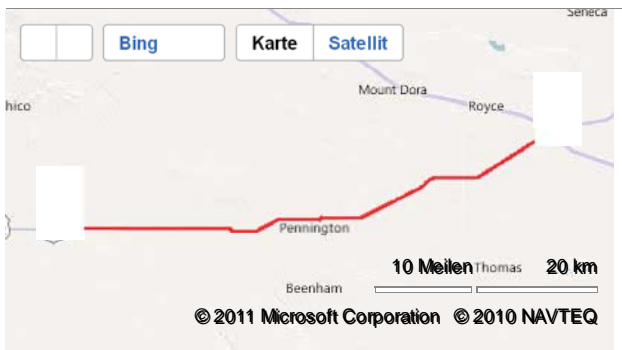 Seneca
Bing Karte Satellit
Mount Dora
hico Royce
Pennington
10 Meilen Thomas 20 km
Beenham
© 2011 Microsoft Corporation © 2010 NAVTEQ